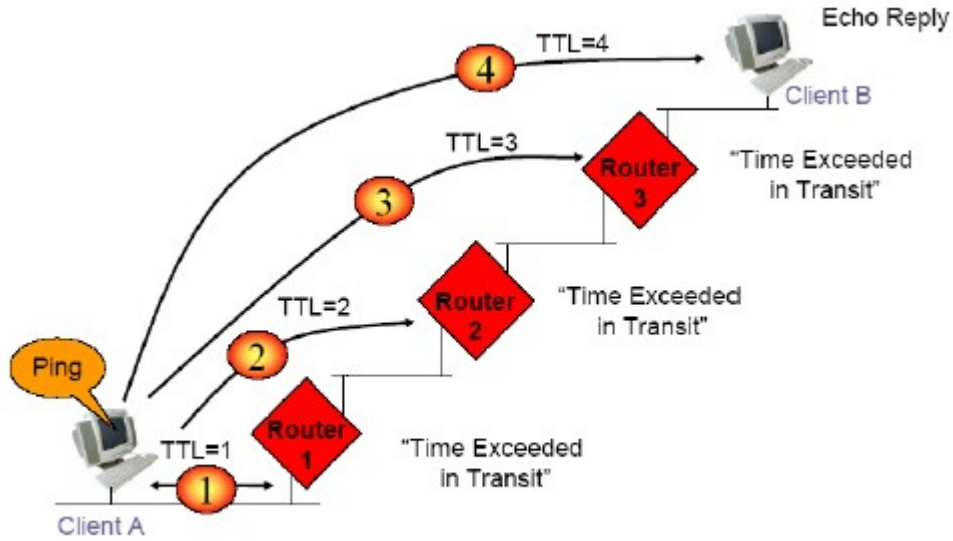 Echo Reply
TTL=4
4
Client B
TTL=3
Router
3
"Time Exceeded
in Transit"
3
TTL=2
Router
2
"Time Exceeded
in Transit"
2
Ping
TTL=1
Router
1
"Time Exceeded
in Transit"
1
Client A